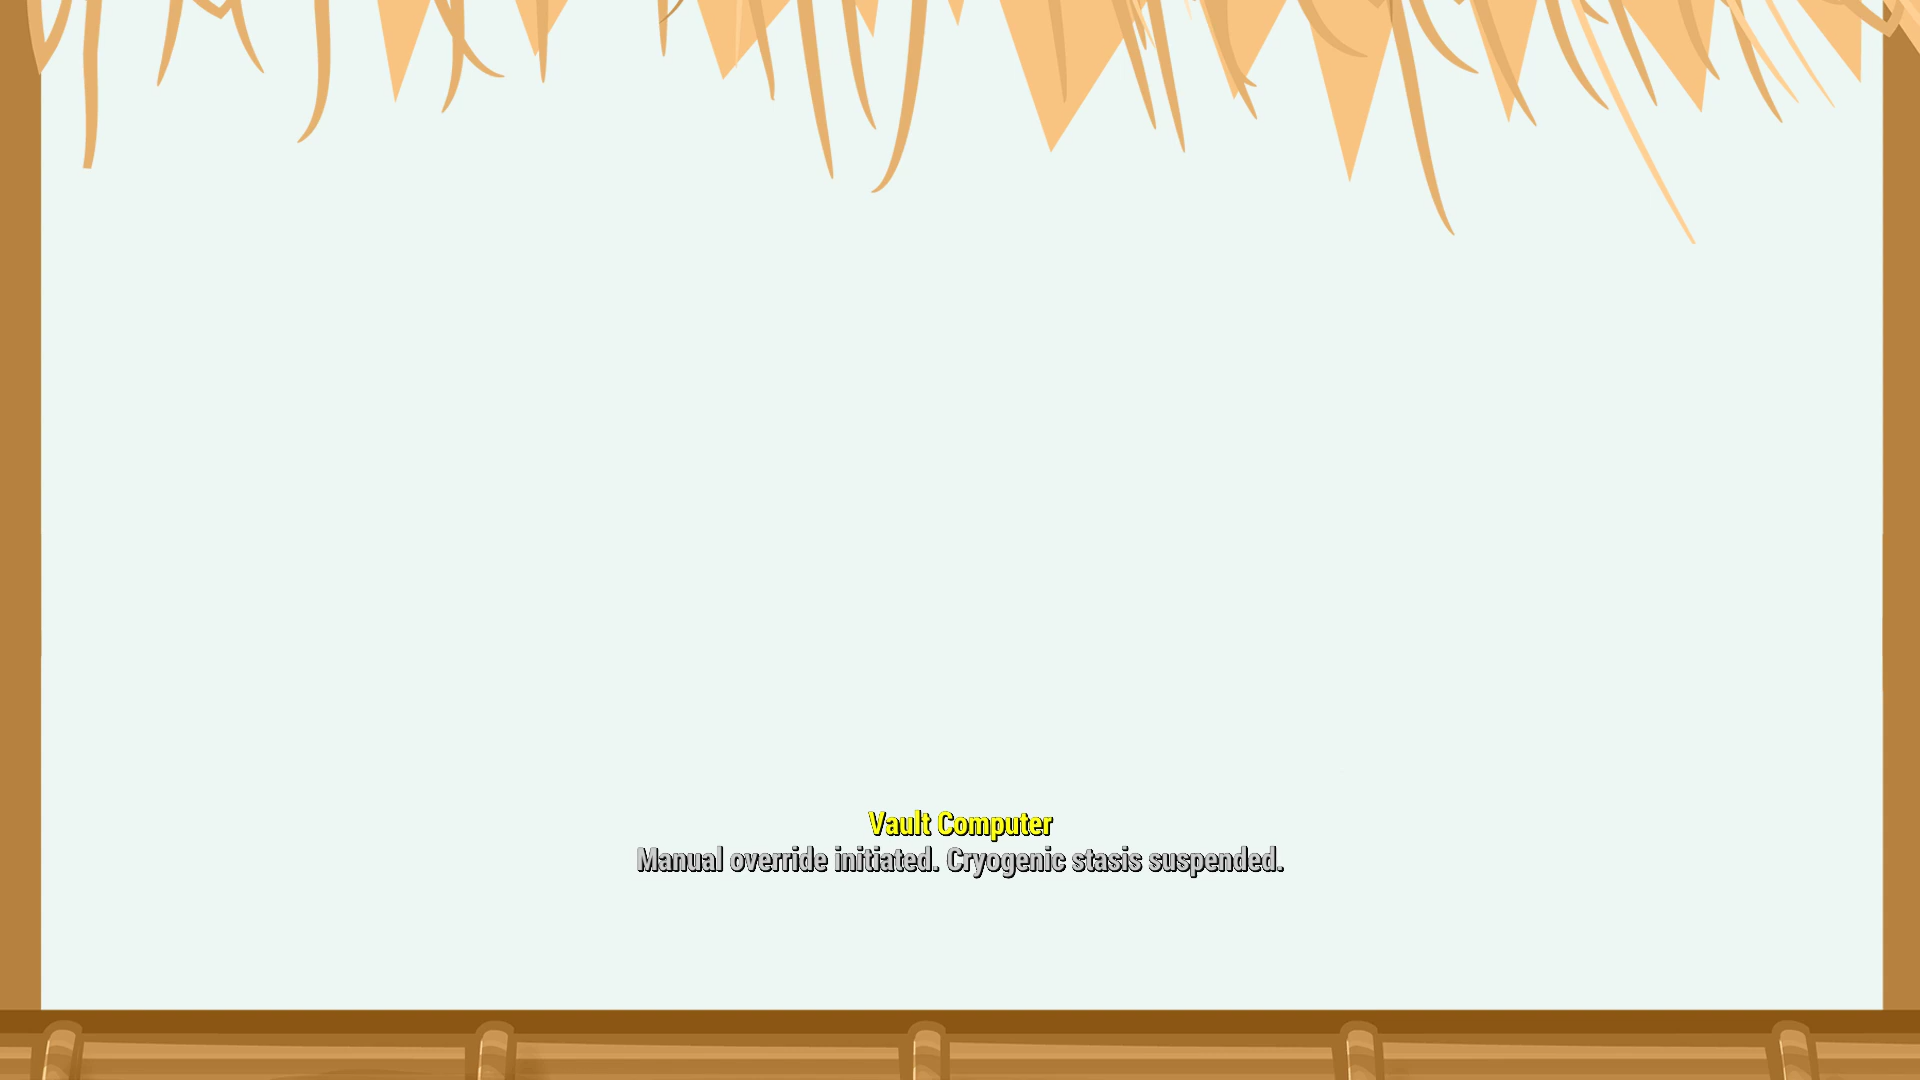 Vault Computer
Manual override initiated. Cryogenic stasis suspended.